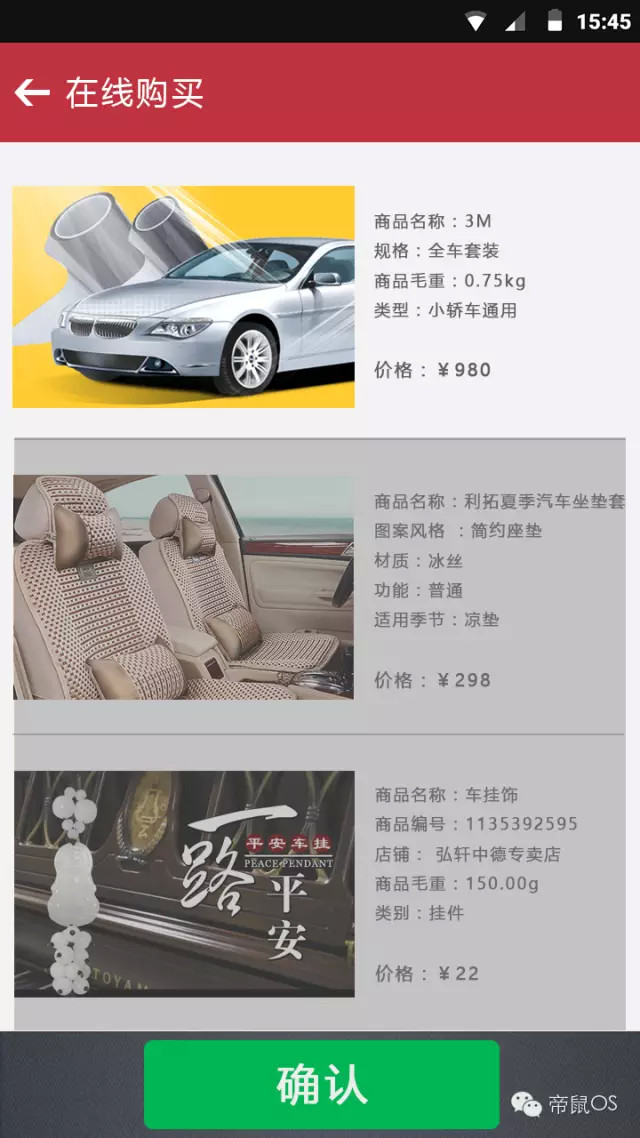 15:45
在线购买
商品名称：3M
规格：全车套装
商品毛重：0.75kg
类型：小轿车通用
价格：￥980
商品名称：利拓夏季汽车坐垫套
图案风格 ：简约座垫
材质：冰丝
功能：普通
适用季节：凉垫
价格：￥298
一路平安
平安车挂
PEACE·PENDANT
TOYAM
商品名称：车挂饰
商品编号：1135392595
店铺： 弘轩中德专卖店
商品毛重：150.00g
类别：挂件
价格：￥22
确认
帝鼠OS